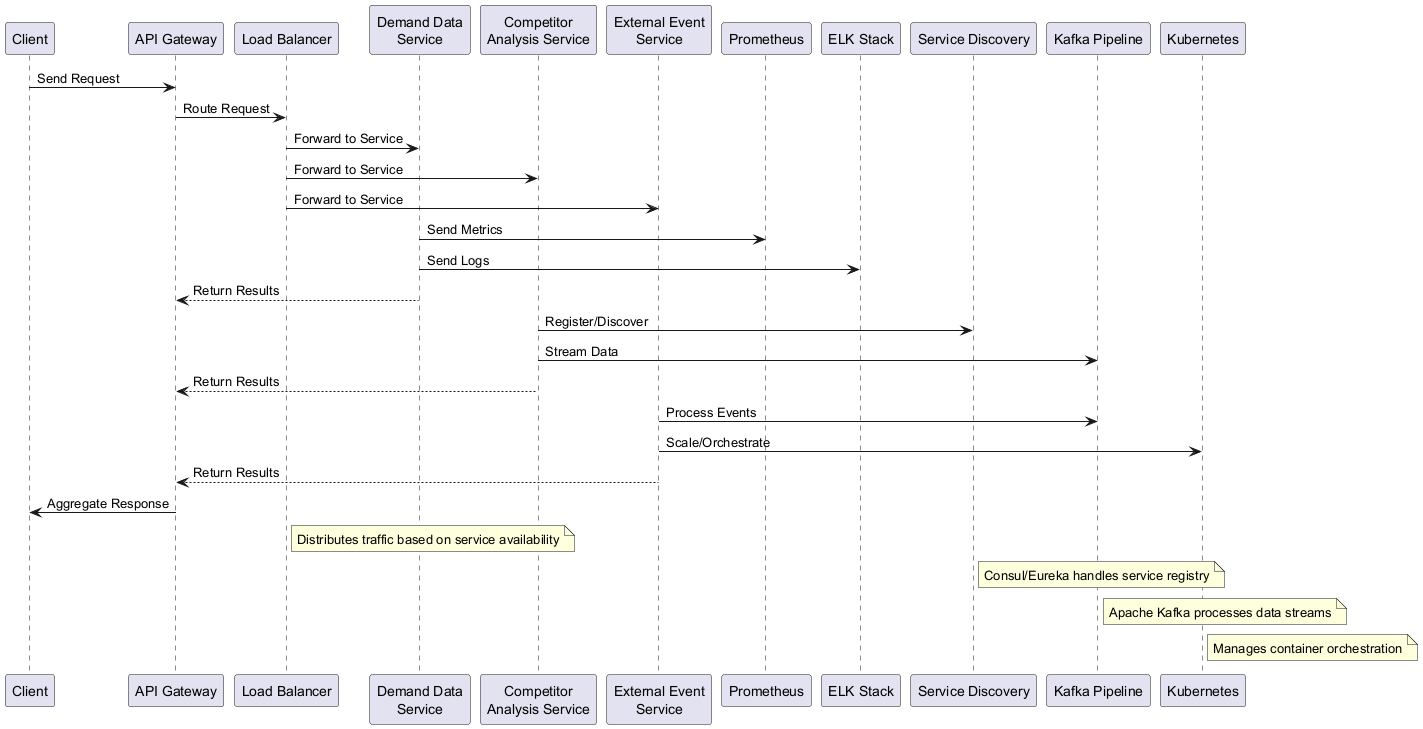 Client
API Gateway
Load Balancer
Demand Data
Service
Competitor
Analysis Service
External Event
Service
Prometheus
ELK Stack
Service Discovery
Kafka Pipeline
Kubernetes
Send Request
Route Request
Forward to Service
Forward to Service
Forward to Service
Send Metrics
Send Logs
Return Results
Register/Discover
Stream Data
Return Results
Process Events
Scale/Orchestrate
Return Results
Aggregate Response
Distributes traffic based on service availability
Consul/Eureka handles service registry
Apache Kafka processes data streams
Manages container orchestration
Client
API Gateway
Load Balancer
Demand Data
Service
Competitor
Analysis Service
External Event
Service
Prometheus
ELK Stack
Service Discovery
Kafka Pipeline
Kubernetes